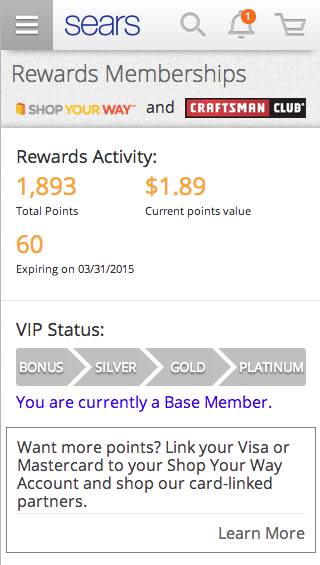 sears
1
Rewards Memberships
SHOP YOUR WAY and CRAFTSMAN CLUB
Rewards Activity:
1,893 $1.89
Total Points Current points value
60
Expiring on 03/31/2015
VIP Status:
BONUS SILVER GOLD PLATINUM
You are currently a Base Member.
Want more points? Link your Visa or
Mastercard to your Shop Your Way
Account and shop our card-linked
partners.
Learn More